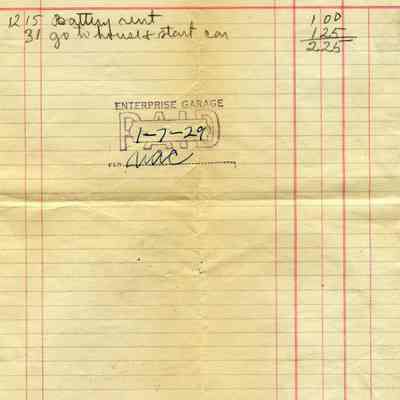 12 15 Battery rent 1 00
31 go to house & start car 1 25
2 25
ENTERPRISE GARAGE
PAID
1-7-29
PER